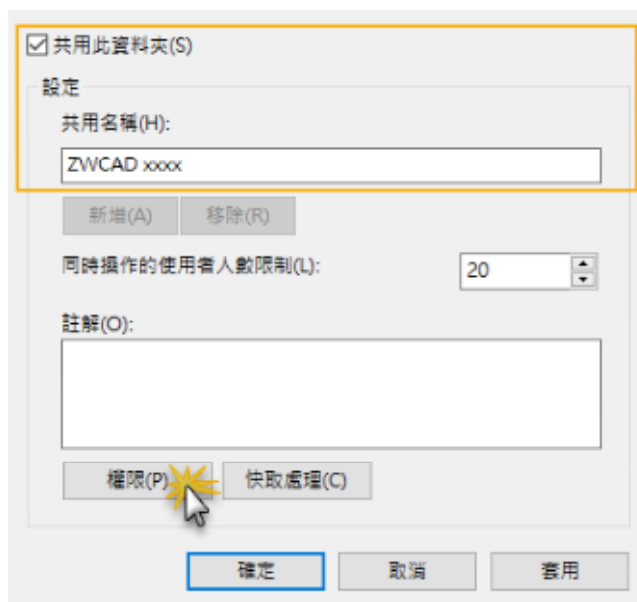 共用此資料夾(S)
設定
共用名稱(H):
ZWCAD xxxx
新增(A) 移除(R)
同時操作的使用者人數限制(L): 20
註解(O):
權限(P) 快取處理(C)
確定 取消 套用